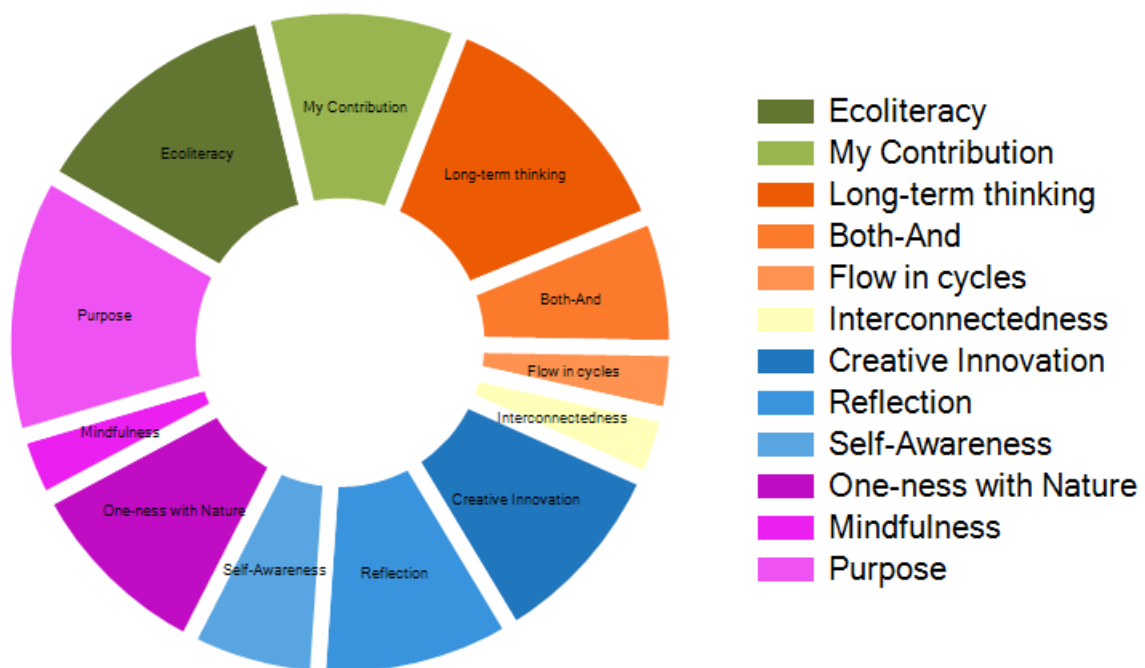 My Contribution
Ecoliteracy
Long-term thinking
Both-And
Purpose
Flow in cycles
Interconnectedness
Mindfulness
Creative Innovation
One-ness with Nature
Self-Awareness
Reflection
Ecoliteracy
My Contribution
Long-term thinking
Both-And
Flow in cycles
Interconnectedness
Creative Innovation
Reflection
Self-Awareness
One-ness with Nature
Mindfulness
Purpose